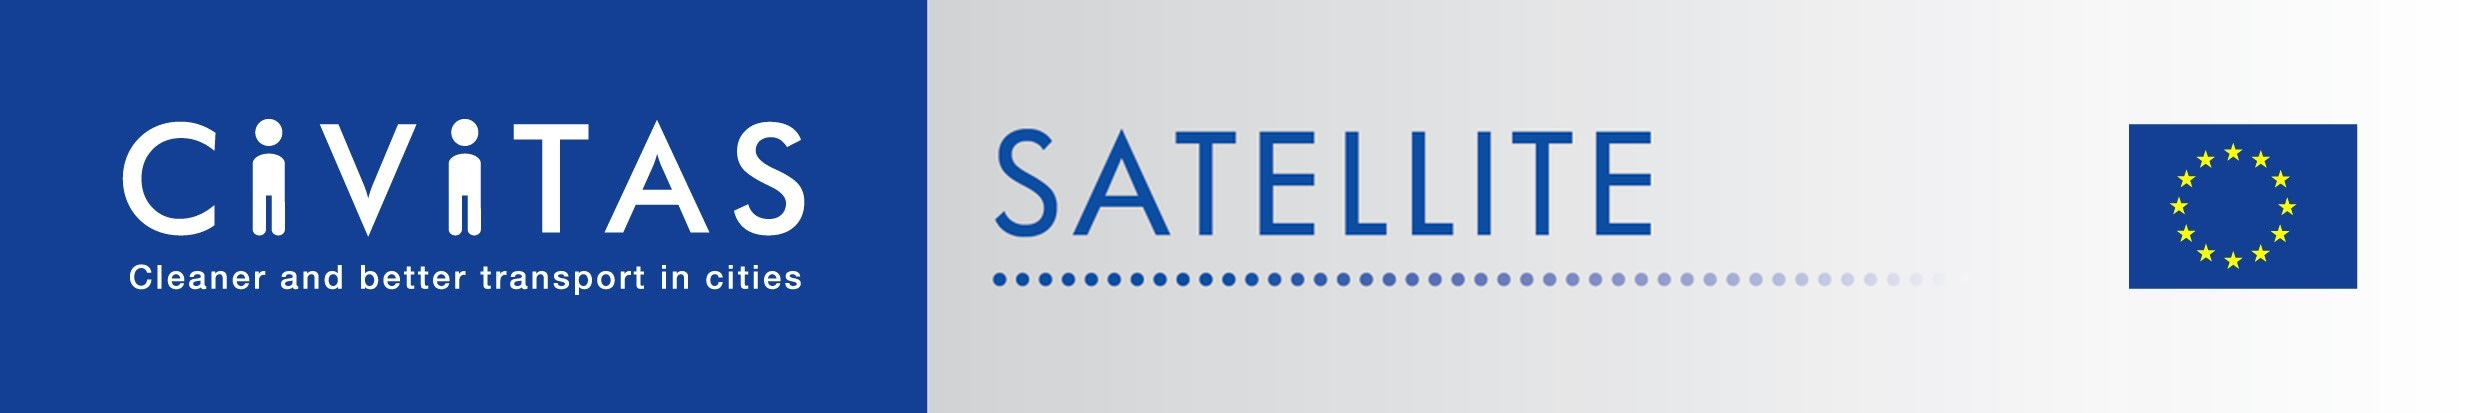 CiViTAS
Cleaner and better transport in cities
SATELLITE